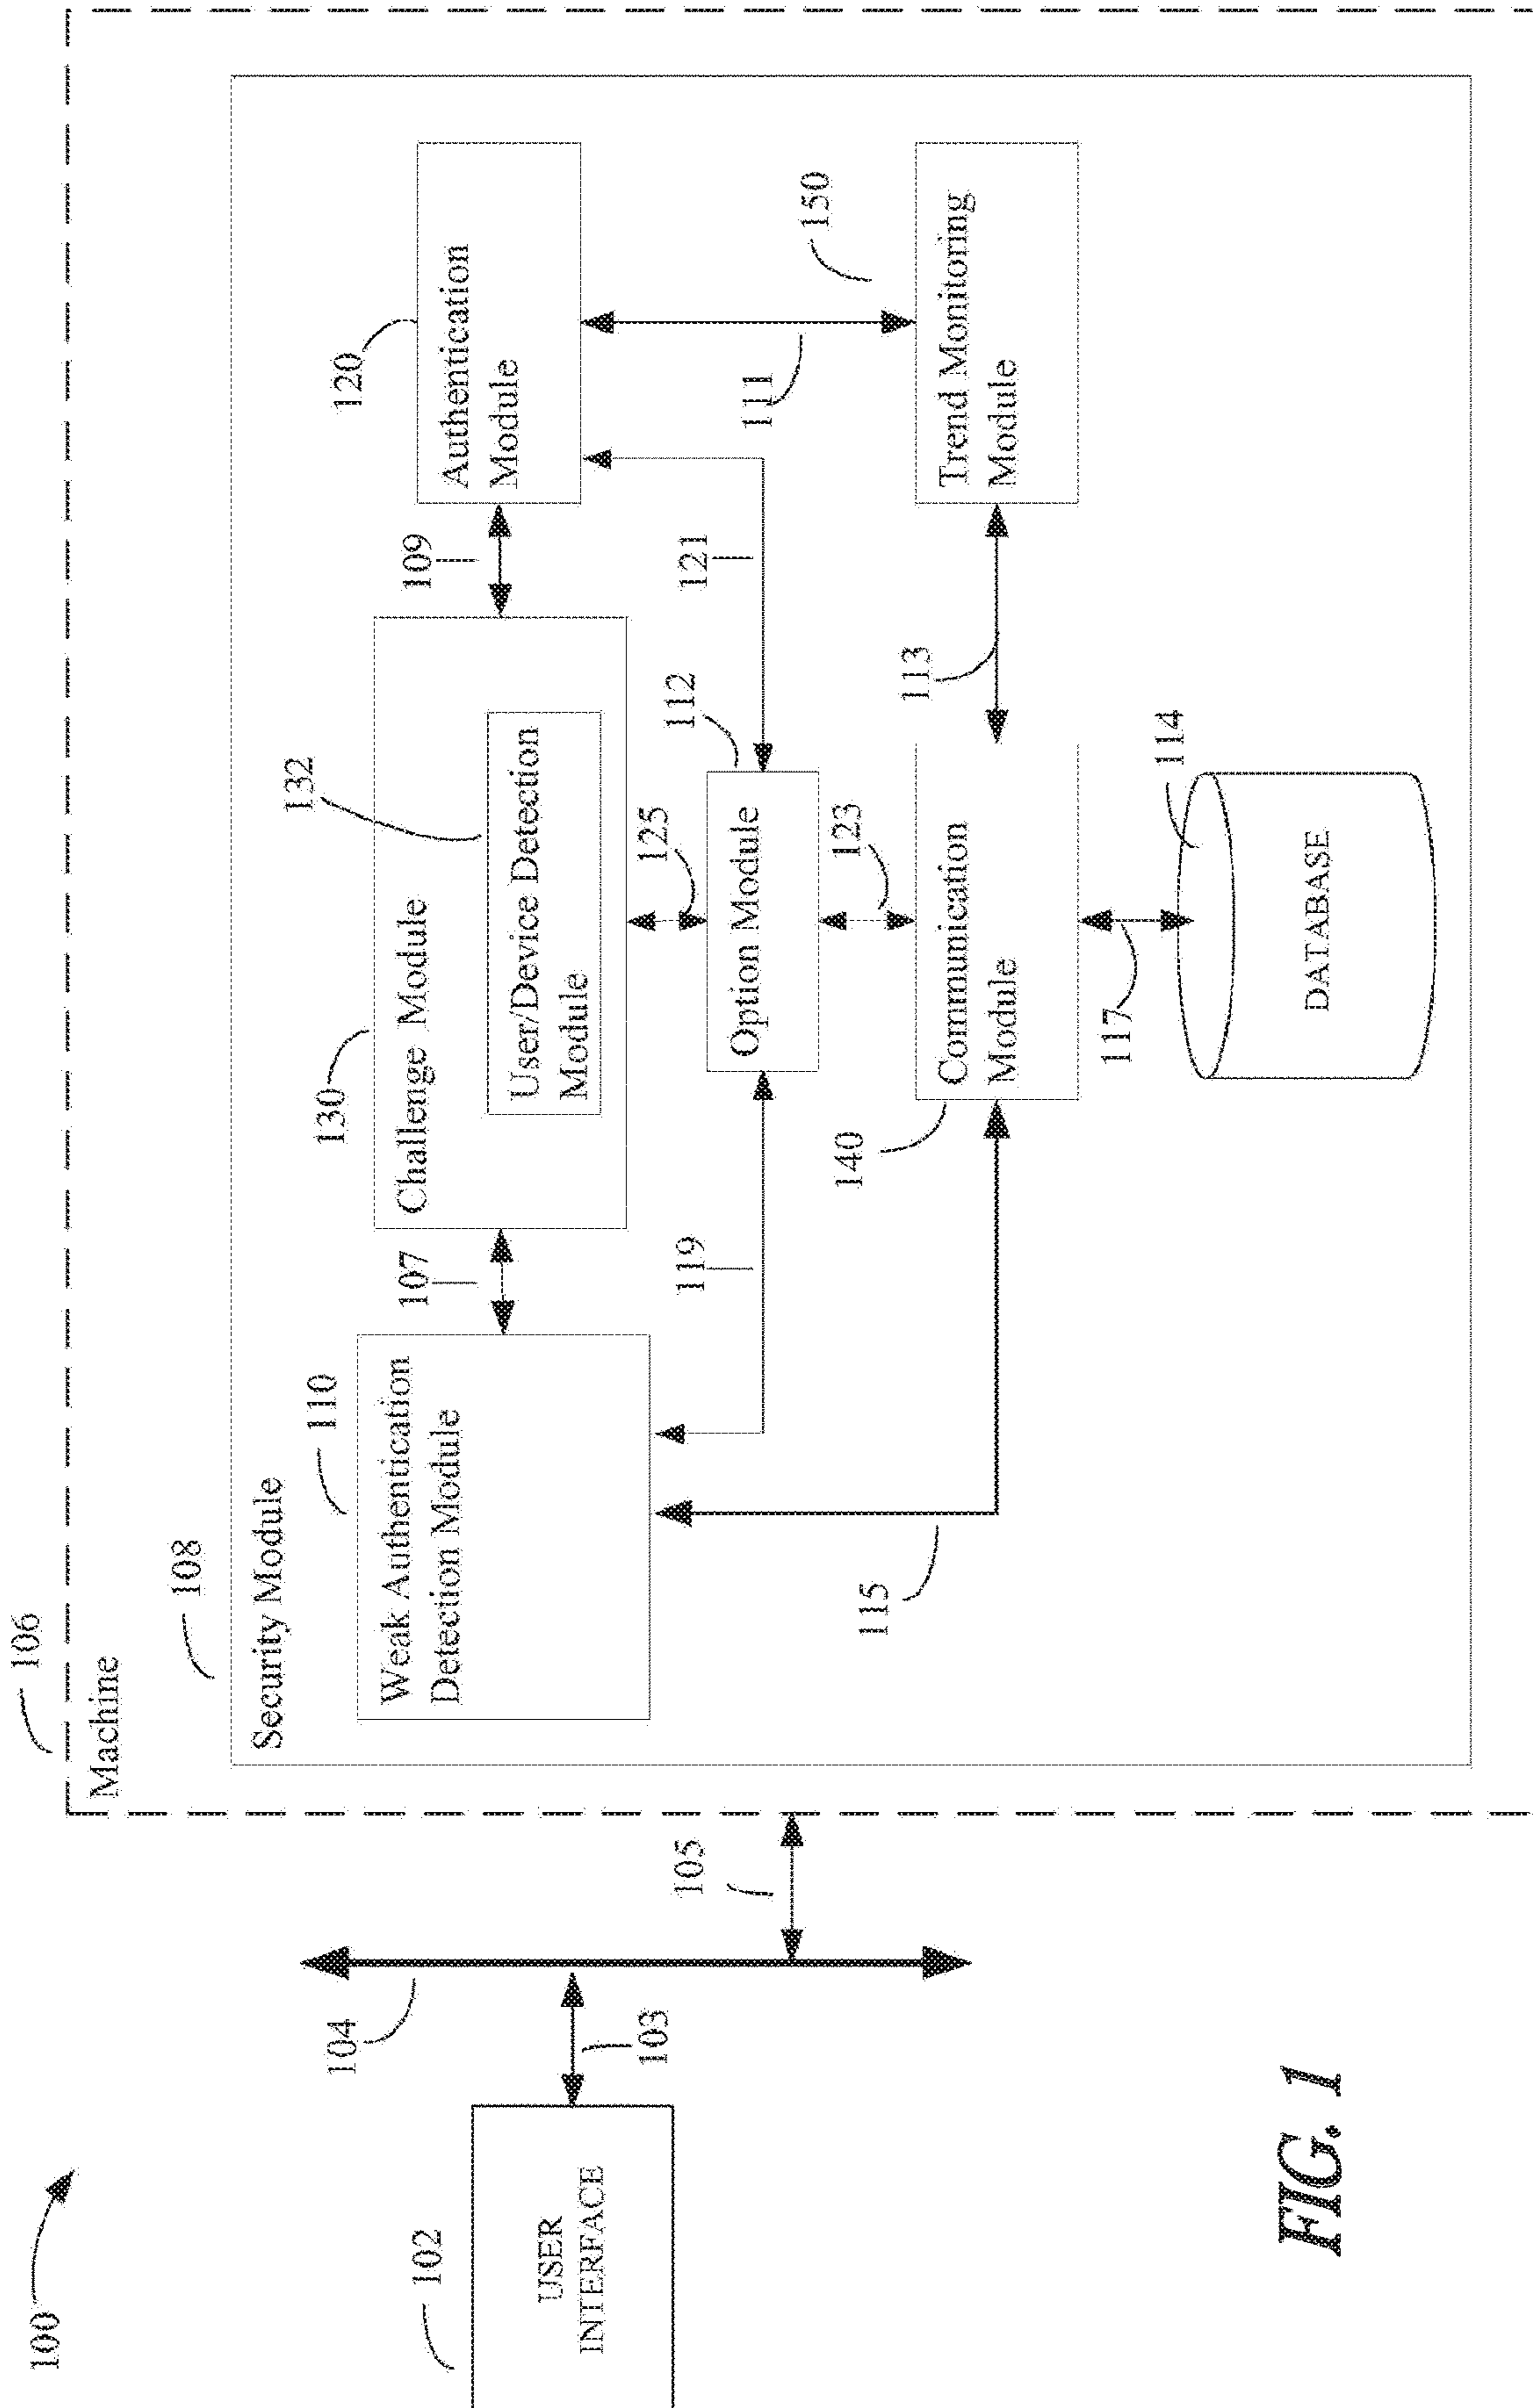 100
106
Machine
108
Security Module
102
USER
INTERFACE
104
103
105
110
Weak Authentication
Detection Module
107
130
Challenge Module
132
User/Device Detection
Module
109
120
Authentication
Module
119
125
112
Option Module
121
111
150
115
140
123
Communication
Module
113
Trend Monitoring
Module
117
114
DATABASE
FIG. 1